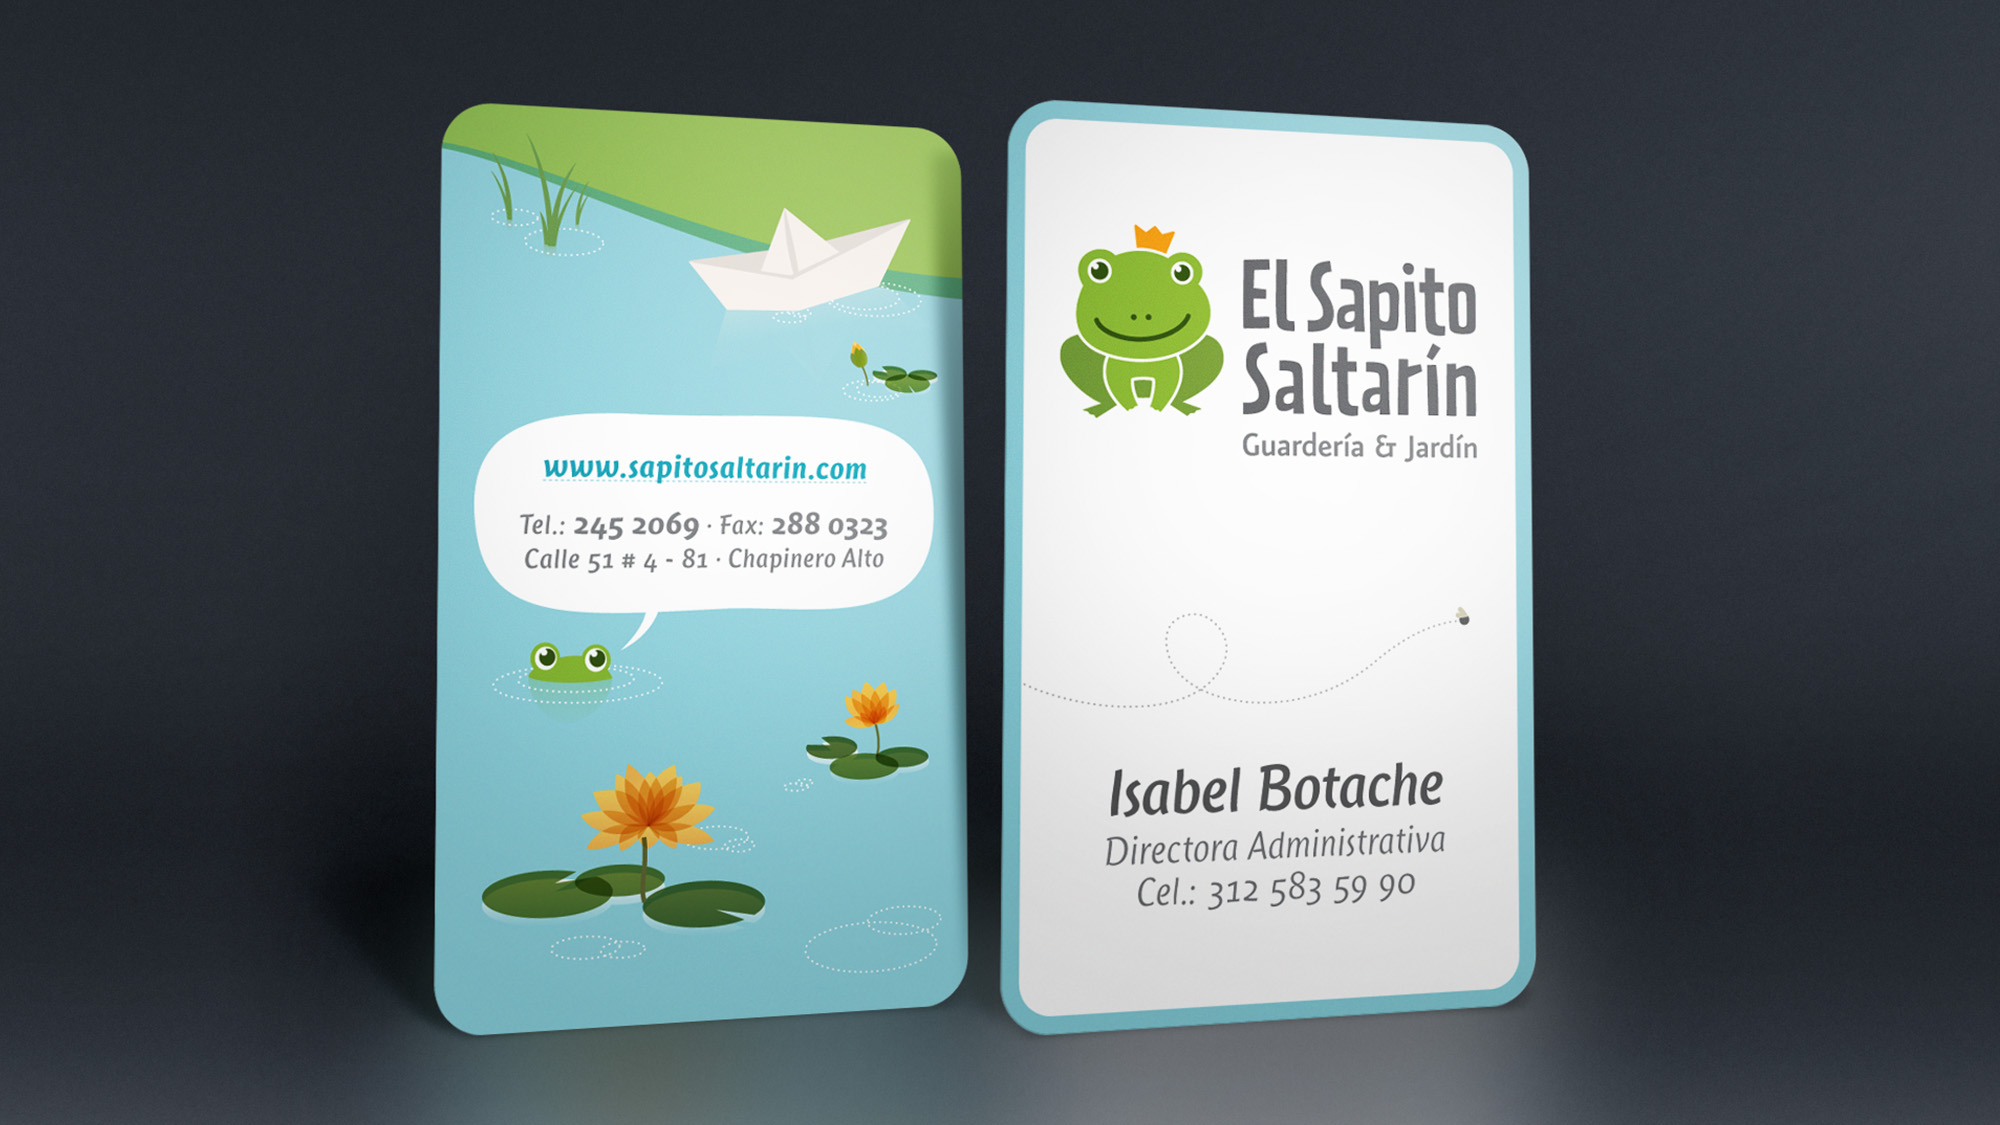 www.sapitosaltarin.com
Tel.: 245 2069 · Fax: 288 0323
Calle 51 # 4 - 81 · Chapinero Alto
El Sapito
Saltarín
Guardería & Jardín
Isabel Botache
Directora Administrativa
Cel.: 312 583 59 90